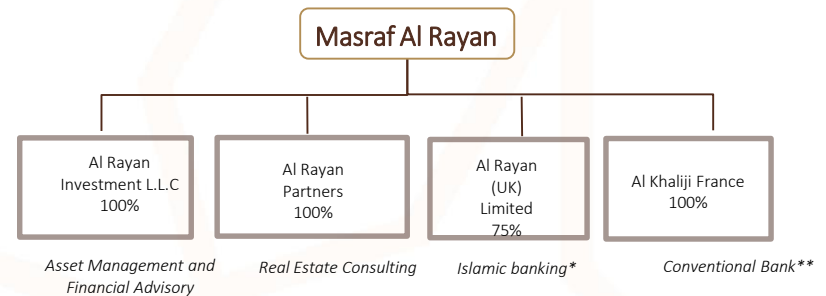 Masraf Al Rayan
Al Rayan
Investment L.L.C
100%
Al Rayan
Partners
100%
Al Rayan
(UK)
Limited
75%
Al Khaliji France
100%
Asset Management and
Financial Advisory
Real Estate Consulting
Islamic banking*
Conventional Bank**